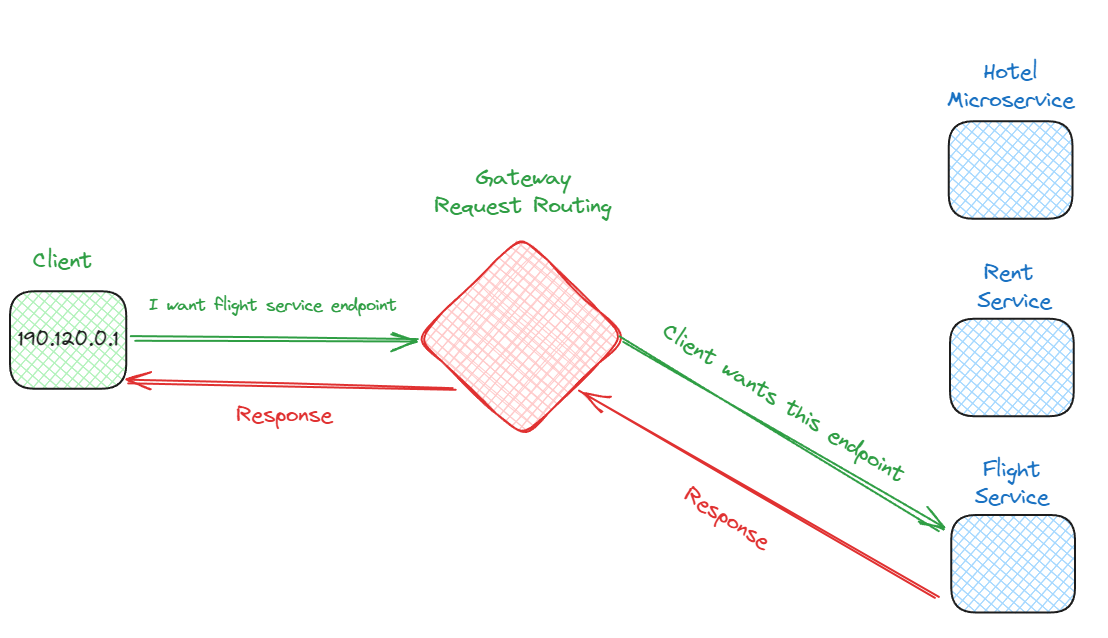 Hotel
Microservice
Gateway
Request Routing
Client
I want flight service endpoint
190.120.0.1
Response
Client wants this endpoint
Response
Rent
Service
Flight
Service